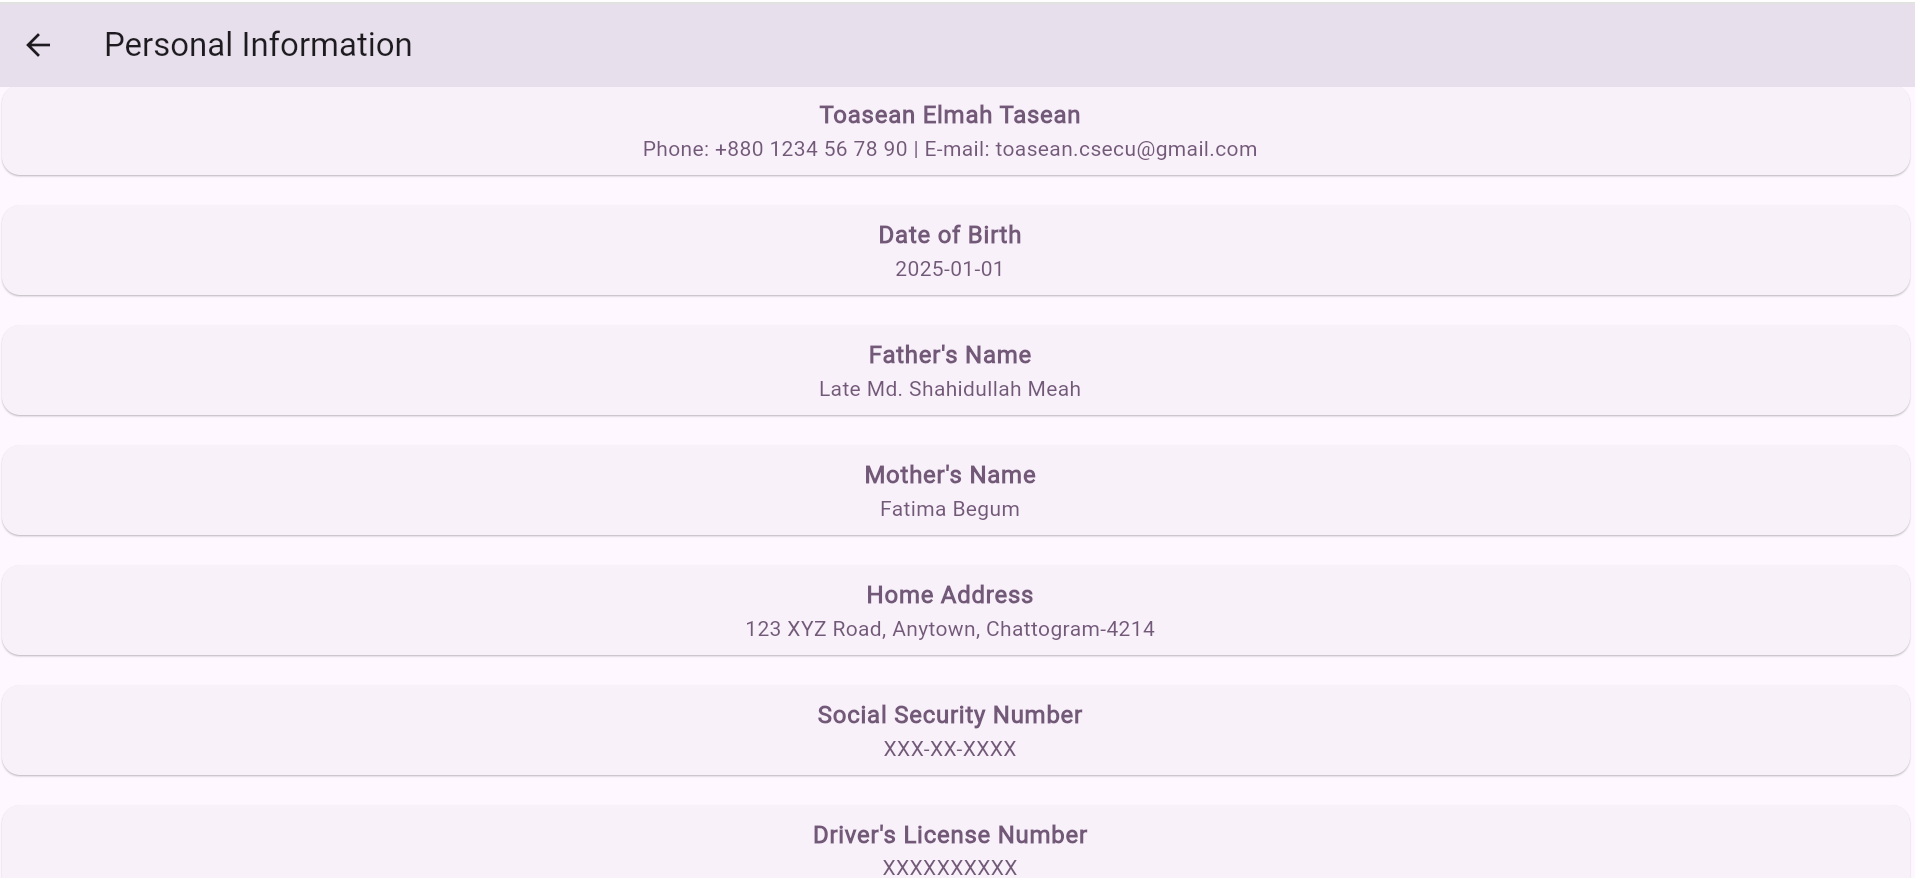 Personal Information
Toasean Elmah Tasean
Phone: +880 1234 56 78 90 | E-mail: toasean.csecu@gmail.com
Date of Birth
2025-01-01
Father's Name
Late Md. Shahidullah Meah
Mother's Name
Fatima Begum
Home Address
123 XYZ Road, Anytown, Chattogram-4214
Social Security Number
XXX-XX-XXXX
Driver's License Number
XXXXXXXXXX